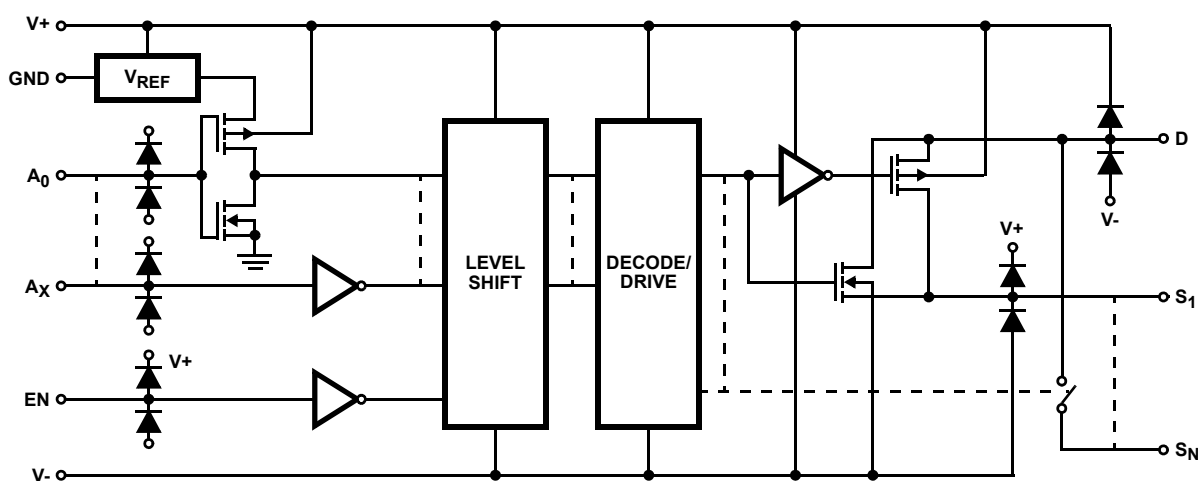 V+
GND
VREF
A0
AX
EN
V+
V-
LEVEL
SHIFT
DECODE/
DRIVE
D
V-
V+
S1
SN